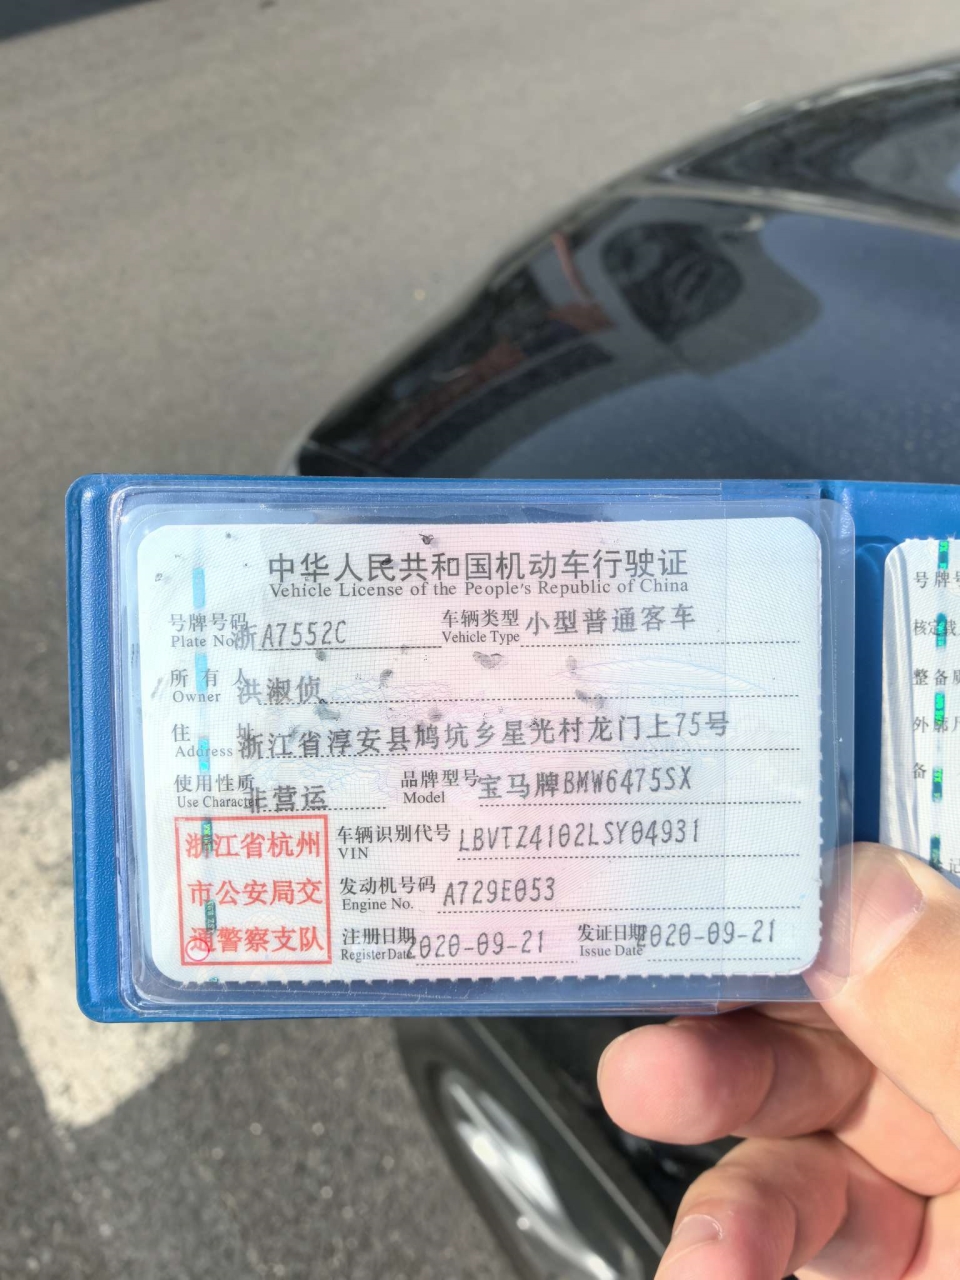 中华人民共和国机动车行驶证
Vehicle License of the People's Republic of China
号牌号码 浙A7552C 车辆类型 小型普通客车
Plate No. Vehicle Type
所有人 洪淑侦
Owner
住址 浙江省淳安县鸠坑乡星光村龙门上75号
Address
使用性质 非营运 品牌型号 宝马牌BMW6475SX
Use Character Model
浙江省杭州
市公安局交
通警察支队
车辆识别代号 LBVTZ4102LSY04931
VIN
发动机号码 A729E053
Engine No.
注册日期 2020-09-21 发证日期 2020-09-21
Register Date Issue Date
号牌号
核定载
整备质
外廓尺
备
记